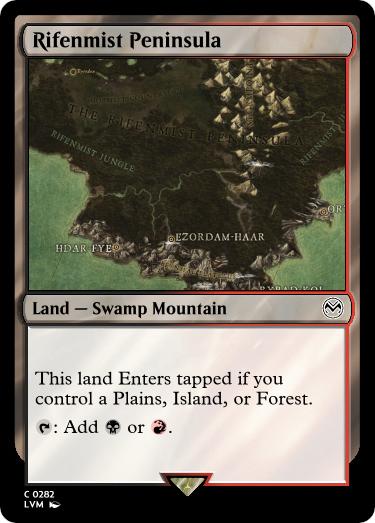 Rifenmist Peninsula
THE RIFENMIST PENINSULA
RIFENMIST JUNGLE
EZORDAM-HAAR
HDAR FYE
Land — Swamp Mountain
This land Enters tapped if you
control a Plains, Island, or Forest.
: Add or .
C 0282
LVM